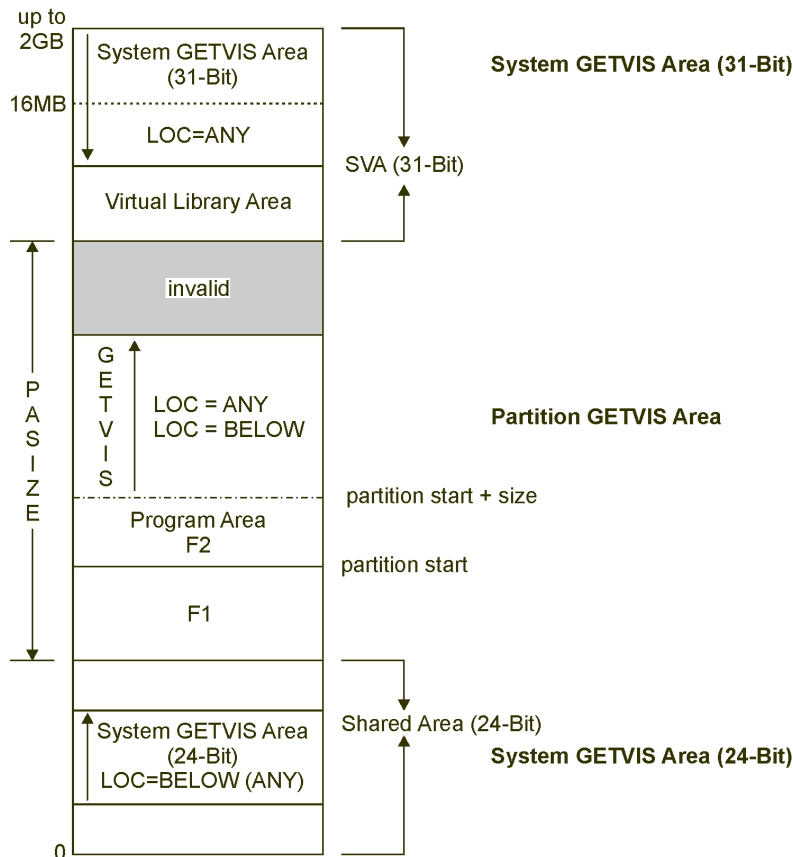 up to
2GB
System GETVIS Area
(31-Bit)
System GETVIS Area (31-Bit)
16MB
LOC=ANY
SVA (31-Bit)
Virtual Library Area
invalid
PASIZE
GETVIS
LOC = ANY
LOC = BELOW
Partition GETVIS Area
partition start + size
Program Area
F2
partition start
F1
Shared Area (24-Bit)
System GETVIS Area
(24-Bit)
LOC=BELOW (ANY)
System GETVIS Area (24-Bit)
0